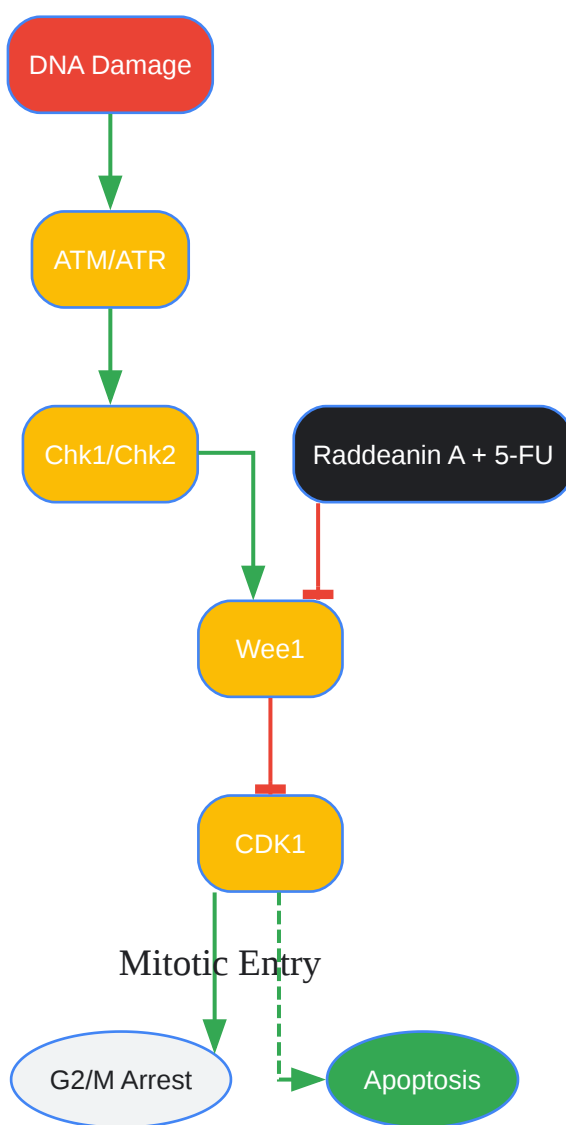 DNA Damage
ATM/ATR
Chk1/Chk2
Raddeanin A + 5-FU
Wee1
CDK1
Mitotic Entry
G2/M Arrest
Apoptosis